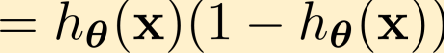 = h_θ(x)(1 − h_θ(x))